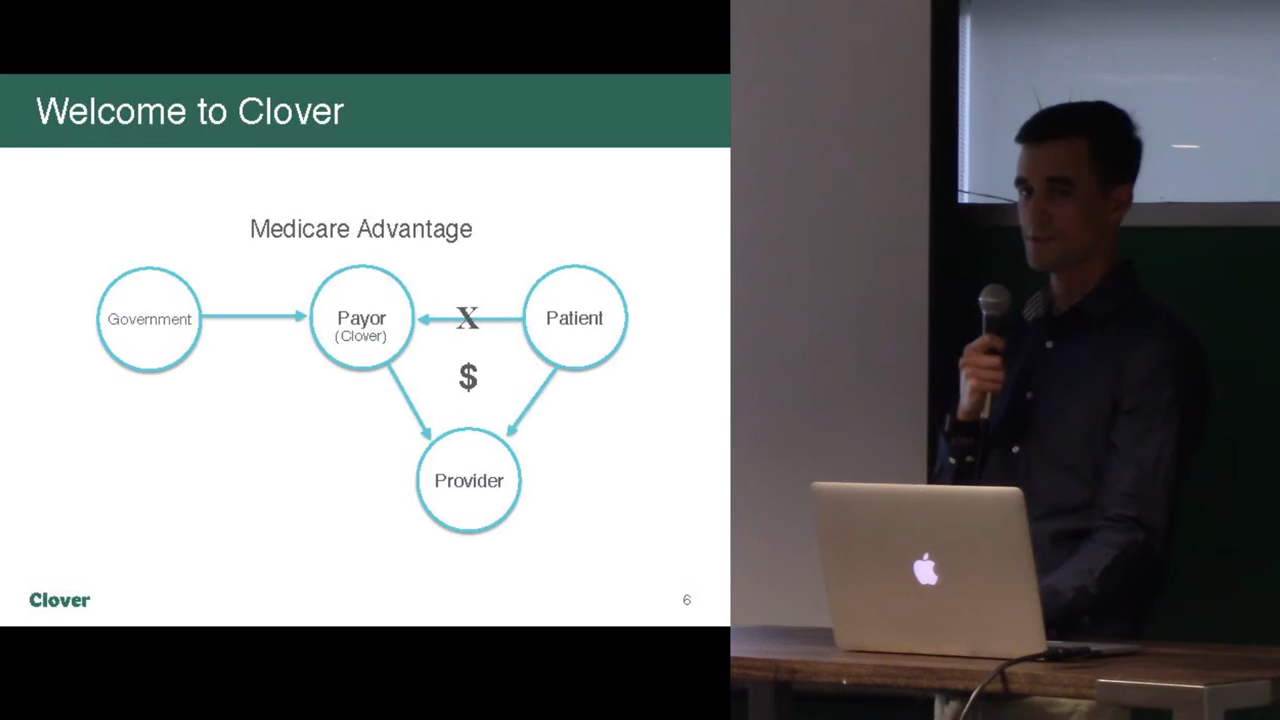 Welcome to Clover
Medicare Advantage
Government
Payor
(Clover)
X
Patient
$
Provider
Clover
6